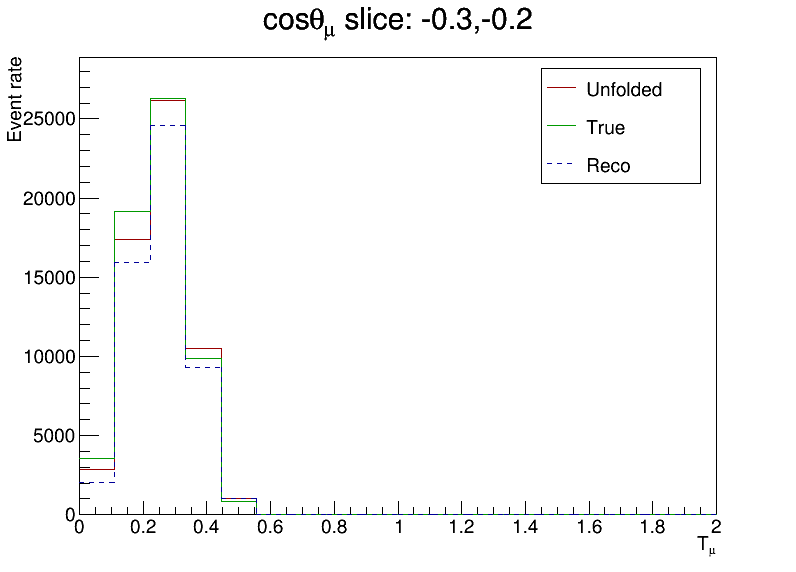 cosθμ slice: -0.3,-0.2
Event rate
Unfolded
True
Reco
25000
20000
15000
10000
5000
0
0 0.2 0.4 0.6 0.8 1 1.2 1.4 1.6 1.8 2
Tμ